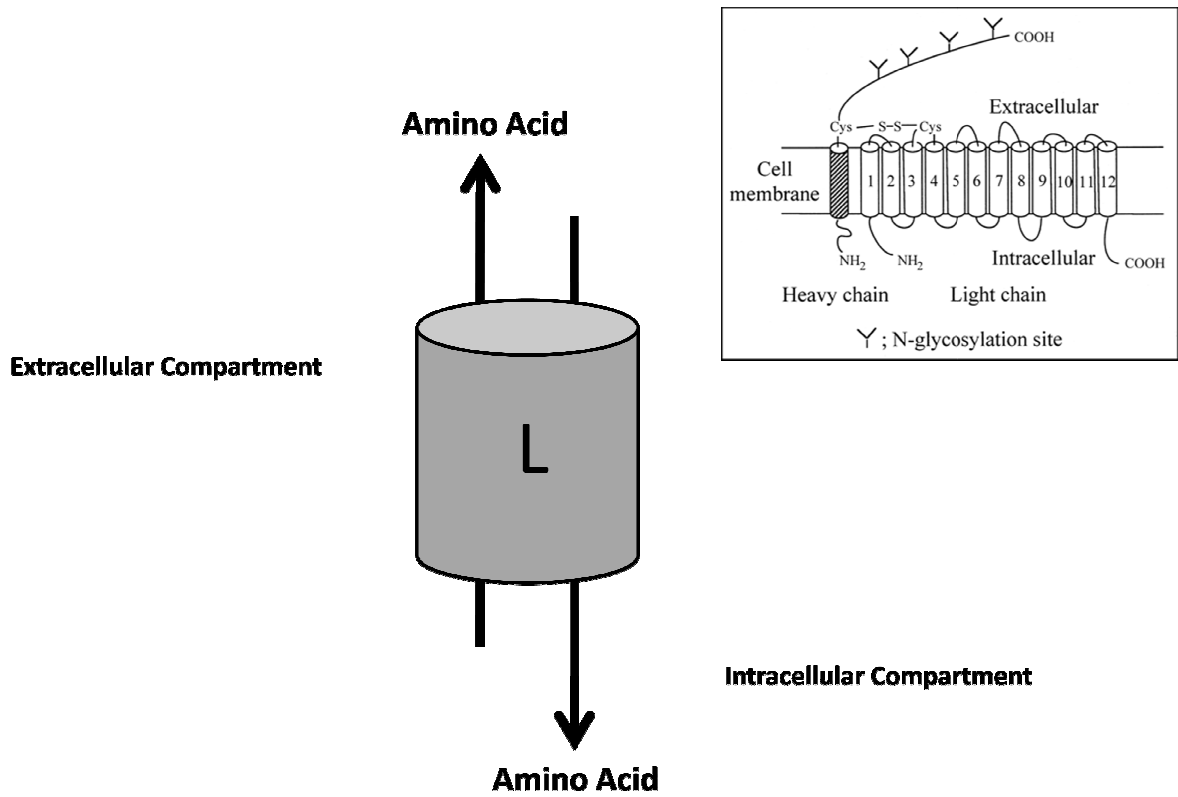 Amino Acid
Extracellular Compartment
L
Intracellular Compartment
Amino Acid
COOH
Extracellular
Cys S-S Cys
Cell
membrane
1 2 3 4 5 6 7 8 9 10 11 12
NH2 NH2 Intracellular COOH
Heavy chain Light chain
Y ; N-glycosylation site